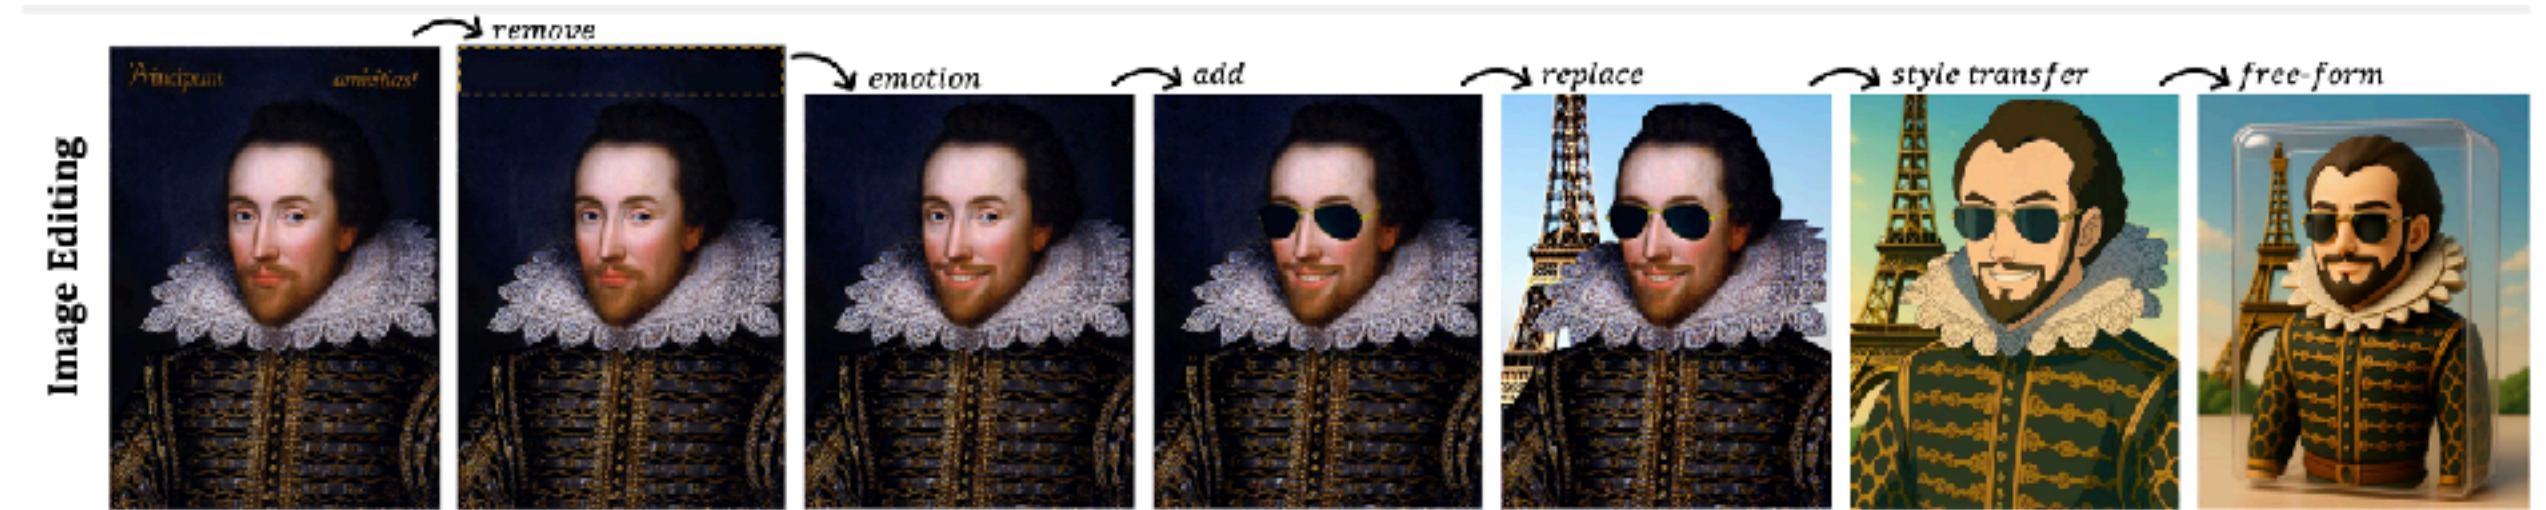 Image Editing
Principum amicitias!
remove
emotion
add
replace
style transfer
free-form